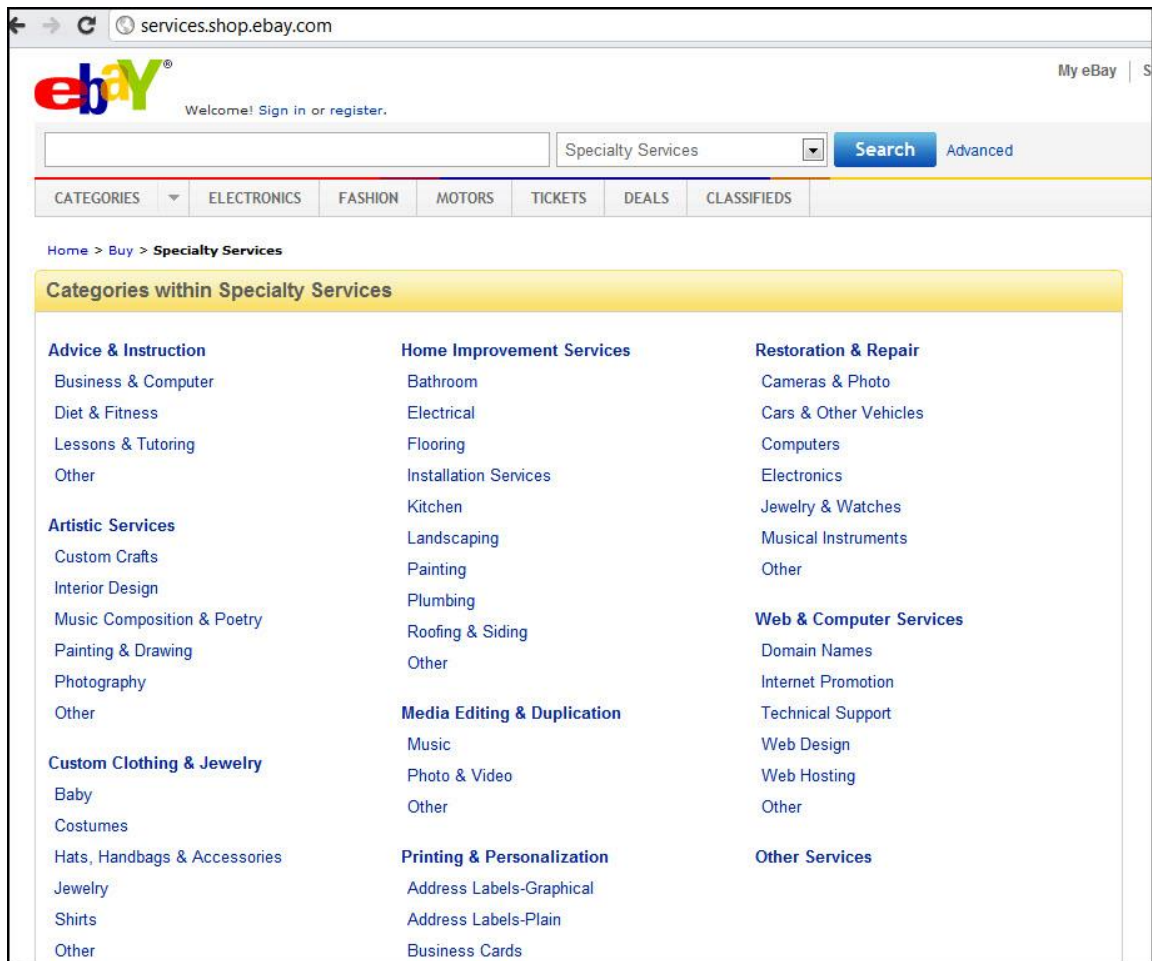 services.shop.ebay.com
ebaY®
My eBay
S
Welcome! Sign in or register.
Specialty Services
Search
Advanced
CATEGORIES ELECTRONICS FASHION MOTORS TICKETS DEALS CLASSIFIEDS
Home > Buy > Specialty Services
Categories within Specialty Services
Advice & Instruction
Business & Computer
Diet & Fitness
Lessons & Tutoring
Other
Artistic Services
Custom Crafts
Interior Design
Music Composition & Poetry
Painting & Drawing
Photography
Other
Custom Clothing & Jewelry
Baby
Costumes
Hats, Handbags & Accessories
Jewelry
Shirts
Other
Home Improvement Services
Bathroom
Electrical
Flooring
Installation Services
Kitchen
Landscaping
Painting
Plumbing
Roofing & Siding
Other
Media Editing & Duplication
Music
Photo & Video
Other
Printing & Personalization
Address Labels-Graphical
Address Labels-Plain
Business Cards
Restoration & Repair
Cameras & Photo
Cars & Other Vehicles
Computers
Electronics
Jewelry & Watches
Musical Instruments
Other
Web & Computer Services
Domain Names
Internet Promotion
Technical Support
Web Design
Web Hosting
Other
Other Services